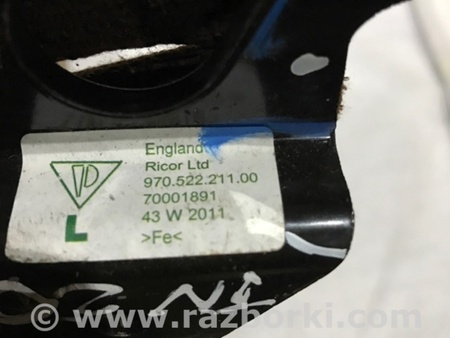 England
Ricor Ltd
970.522.211.00
70001891
43 W 2011
>Fe<
L
© www.razborki.com